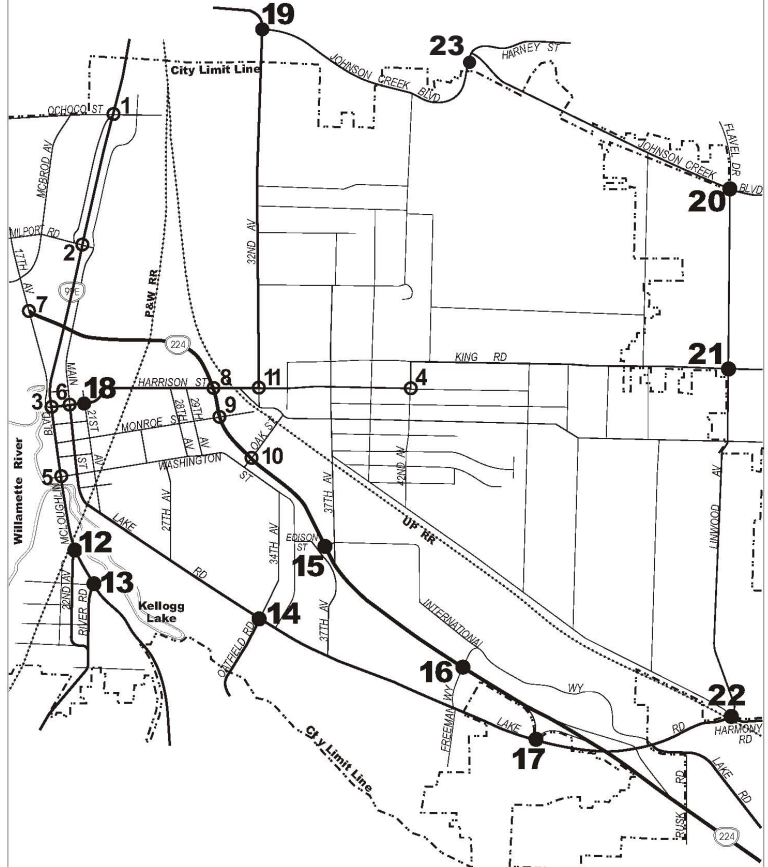 19
23
HARNEY ST
JOHNSON CREEK BLVD
City Limit Line
1
OCHOCO ST
MCBROD AV
FLAVEL DR
JOHNSON CREEK
BLVD
20
32ND AV
MILPORT RD
2
17TH AV
99E
P&W RR
7
224
MAIN ST
KING RD
21
3
6
18
HARRISON ST
8
11
4
BLVD
21ST AV
MONROE ST
28TH AV
29TH AV
9
OAK ST
WASHINGTON ST
10
5
Willamette River
MCLOUGHLIN
27TH AV
34TH AV
37TH AV
42ND AV
LINWOOD AV
UP RR
LAKE RD
12
EDISON ST
15
13
22ND AV
RIVER RD
Kellogg
Lake
14
OATFIELD RD
37TH AV
INTERNATIONAL WY
16
FREEMAN WY
LAKE RD
17
22
HARMONY
RD
City Limit Line
RUSK RD
LAKE RD
224